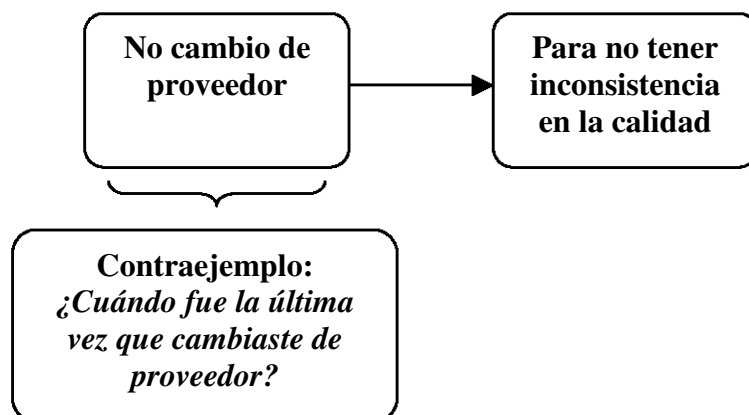 No cambio de
proveedor
Para no tener
inconsistencia
en la calidad
Contraejemplo:
¿Cuándo fue la última
vez que cambiaste de
proveedor?